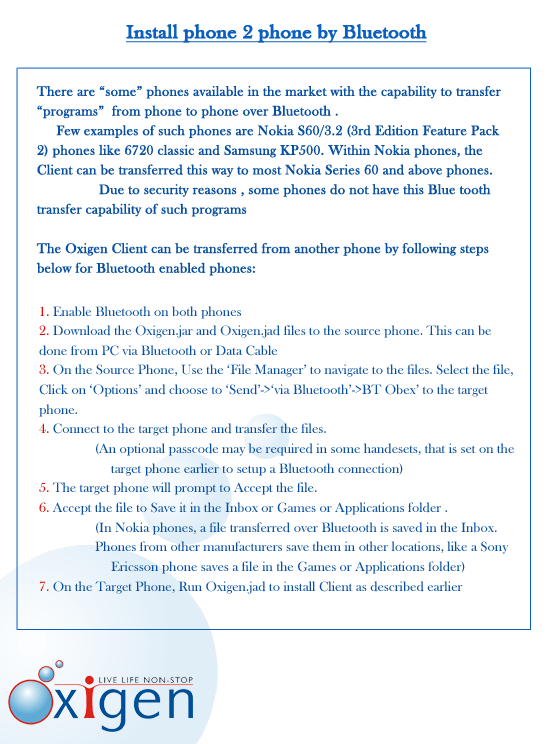 Install phone 2 phone by Bluetooth
There are “some” phones available in the market with the capability to transfer
“programs”  from phone to phone over Bluetooth .
Few examples of such phones are Nokia S60/3.2 (3rd Edition Feature Pack
2) phones like 6720 classic and Samsung KP500. Within Nokia phones, the
Client can be transferred this way to most Nokia Series 60 and above phones.
Due to security reasons , some phones do not have this Blue tooth
transfer capability of such programs
The Oxigen Client can be transferred from another phone by following steps
below for Bluetooth enabled phones:
1. Enable Bluetooth on both phones
2. Download the Oxigen.jar and Oxigen.jad files to the source phone. This can be
done from PC via Bluetooth or Data Cable
3. On the Source Phone, Use the ‘File Manager’ to navigate to the files. Select the file,
Click on ‘Options’ and choose to ‘Send’->‘via Bluetooth’->BT Obex’ to the target
phone.
4. Connect to the target phone and transfer the files.
(An optional passcode may be required in some handsets, that is set on the
target phone earlier to setup a Bluetooth connection)
5. The target phone will prompt to Accept the file.
6. Accept the file to Save it in the Inbox or Games or Applications folder .
(In Nokia phones, a file transferred over Bluetooth is saved in the Inbox.
Phones from other manufacturers save them in other locations, like a Sony
Ericsson phone saves a file in the Games or Applications folder)
7. On the Target Phone, Run Oxigen.jad to install Client as described earlier
LIVE LIFE NON-STOP
Oxigen